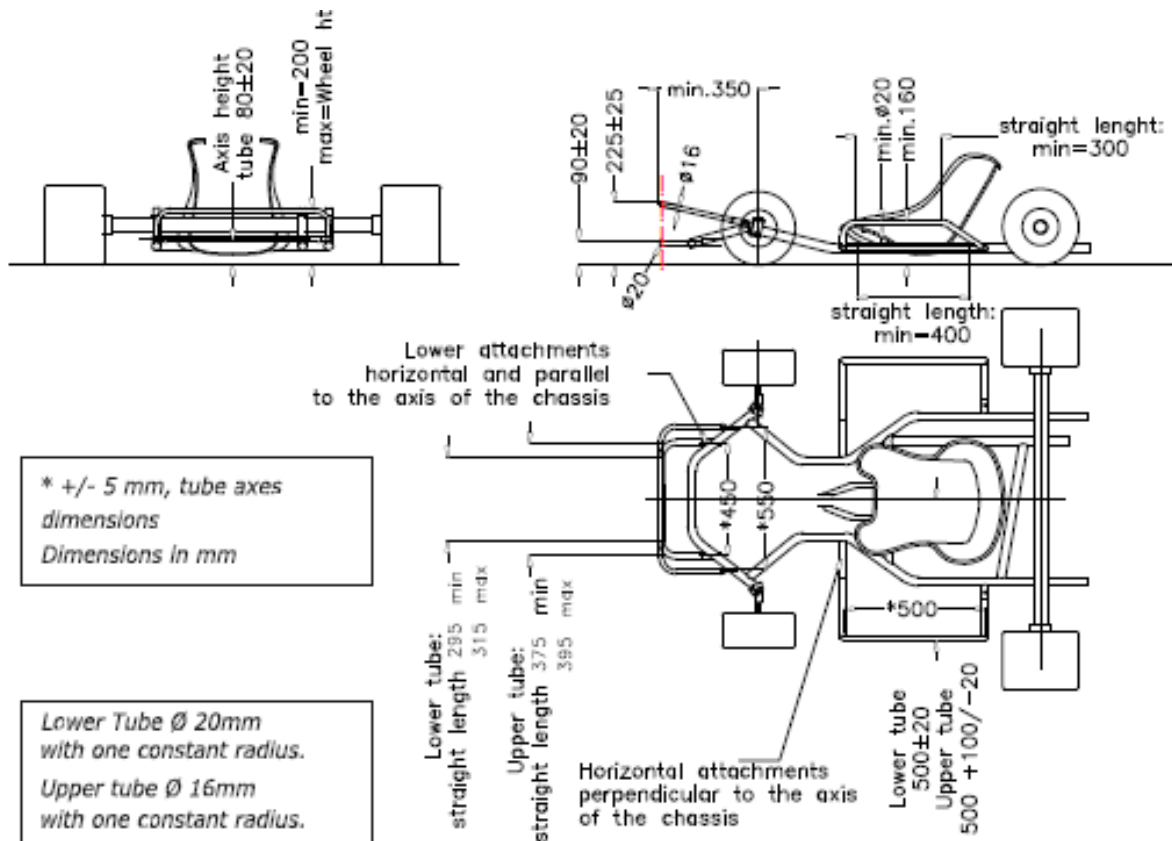 Axis height
tube 80±20
min=200
max=Wheel ht
90±20
225±25
min.350
ø16
ø20
min.ø20
min.160
straight lenght:
min=300
straight length:
min=400
Lower attachments
horizontal and parallel
to the axis of the chassis
* +/- 5 mm, tube axes
dimensions
Dimensions in mm
*450
*550
*500
Lower tube:
straight length 295 min
315 max
Upper tube:
straight length 375 min
395 max
Horizontal attachments
perpendicular to the axis
of the chassis
Lower tube
500±20
Upper tube
500 +100/-20
Lower Tube Ø 20mm
with one constant radius.
Upper tube Ø 16mm
with one constant radius.